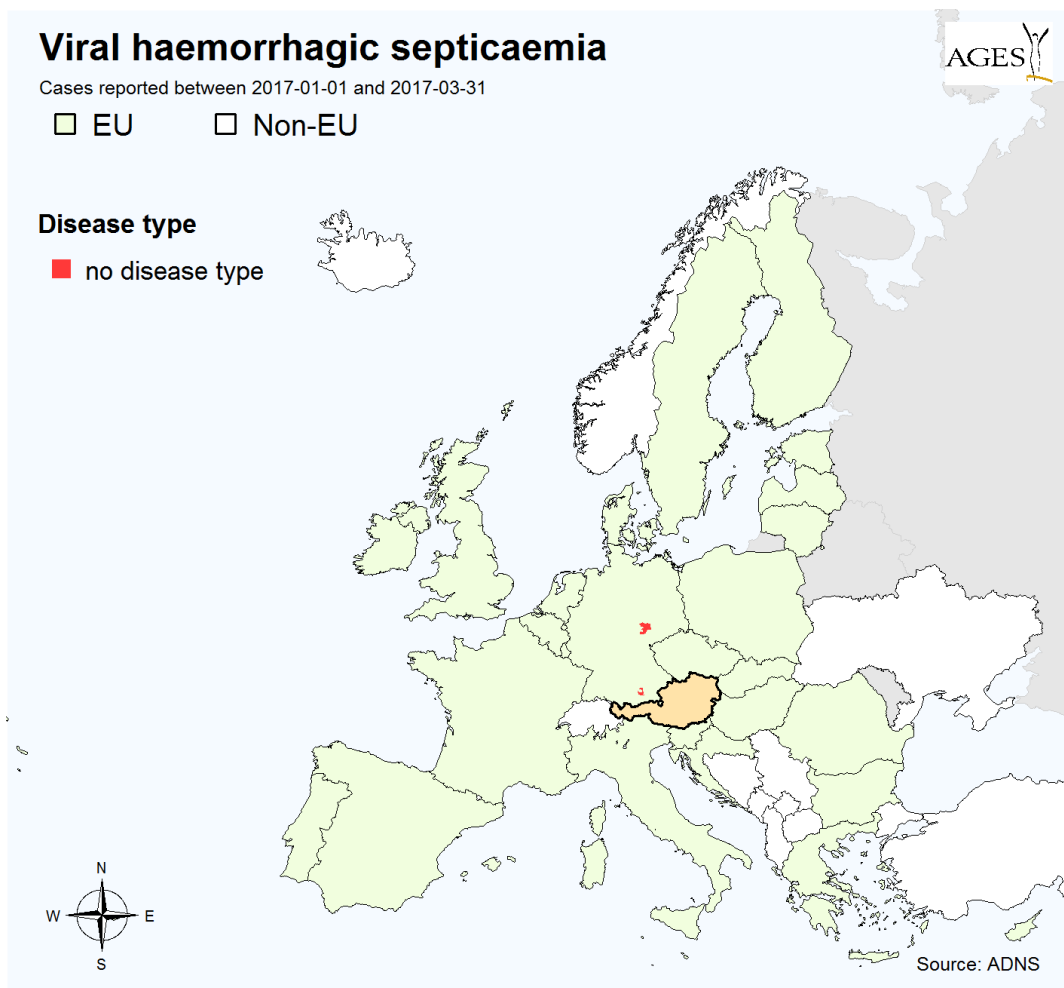 Viral haemorrhagic septicaemia
AGES
Cases reported between 2017-01-01 and 2017-03-31
EU
Non-EU
Disease type
no disease type
N
W
E
S
Source: ADNS